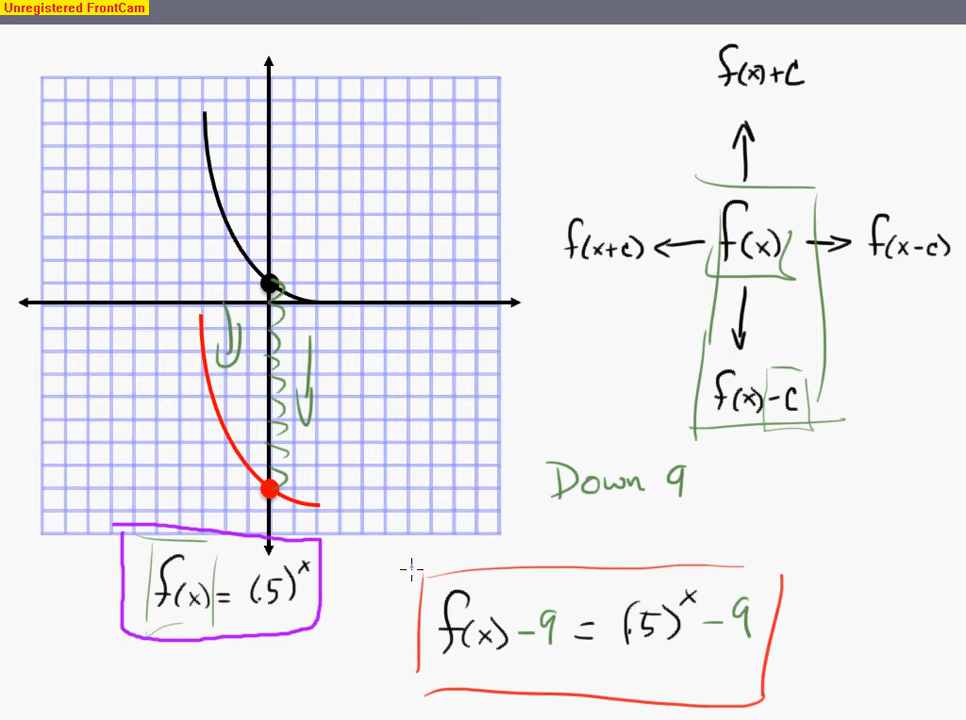 Unregistered FrontCam
f(x)+c
f(x+c) ← f(x) → f(x-c)
f(x)-c
Down 9
f(x) = (.5)^x
f(x) -9 = (.5)^x -9